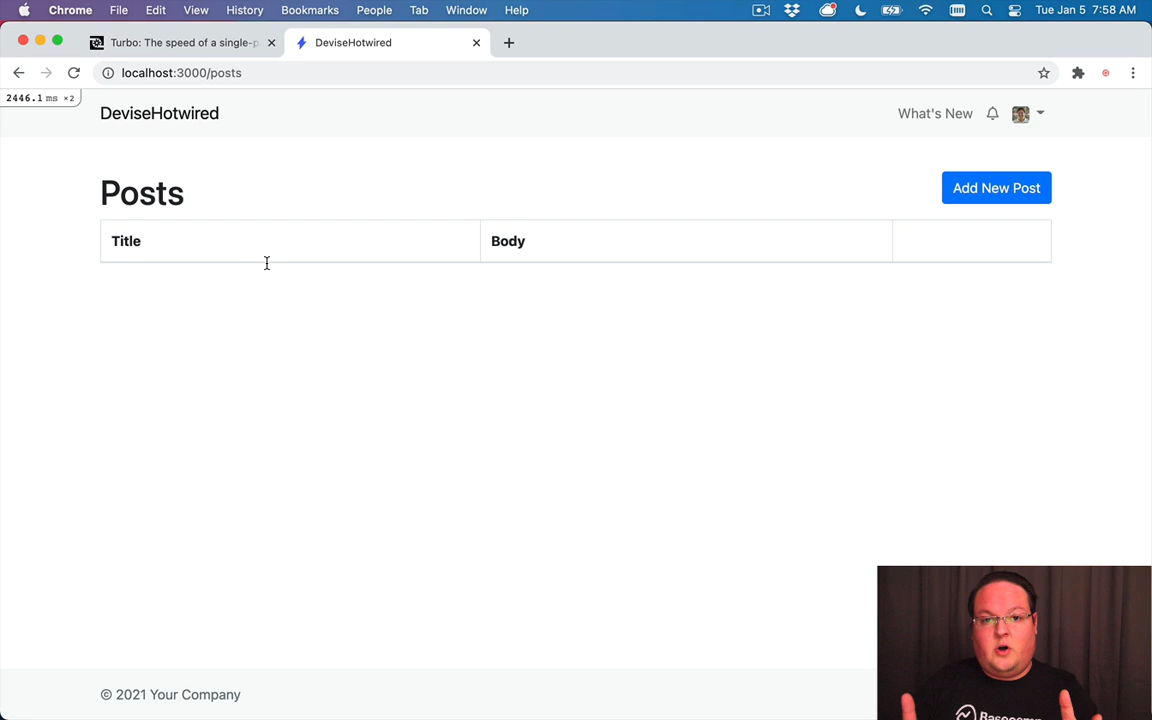 Chrome File Edit View History Bookmarks People Tab Window Help Tue Jan 5 7:58 AM
Turbo: The speed of a single-p DeviseHotwired
localhost:3000/posts
2446.1 ms ×2
DeviseHotwired What's New
Posts Add New Post
Title Body
© 2021 Your Company